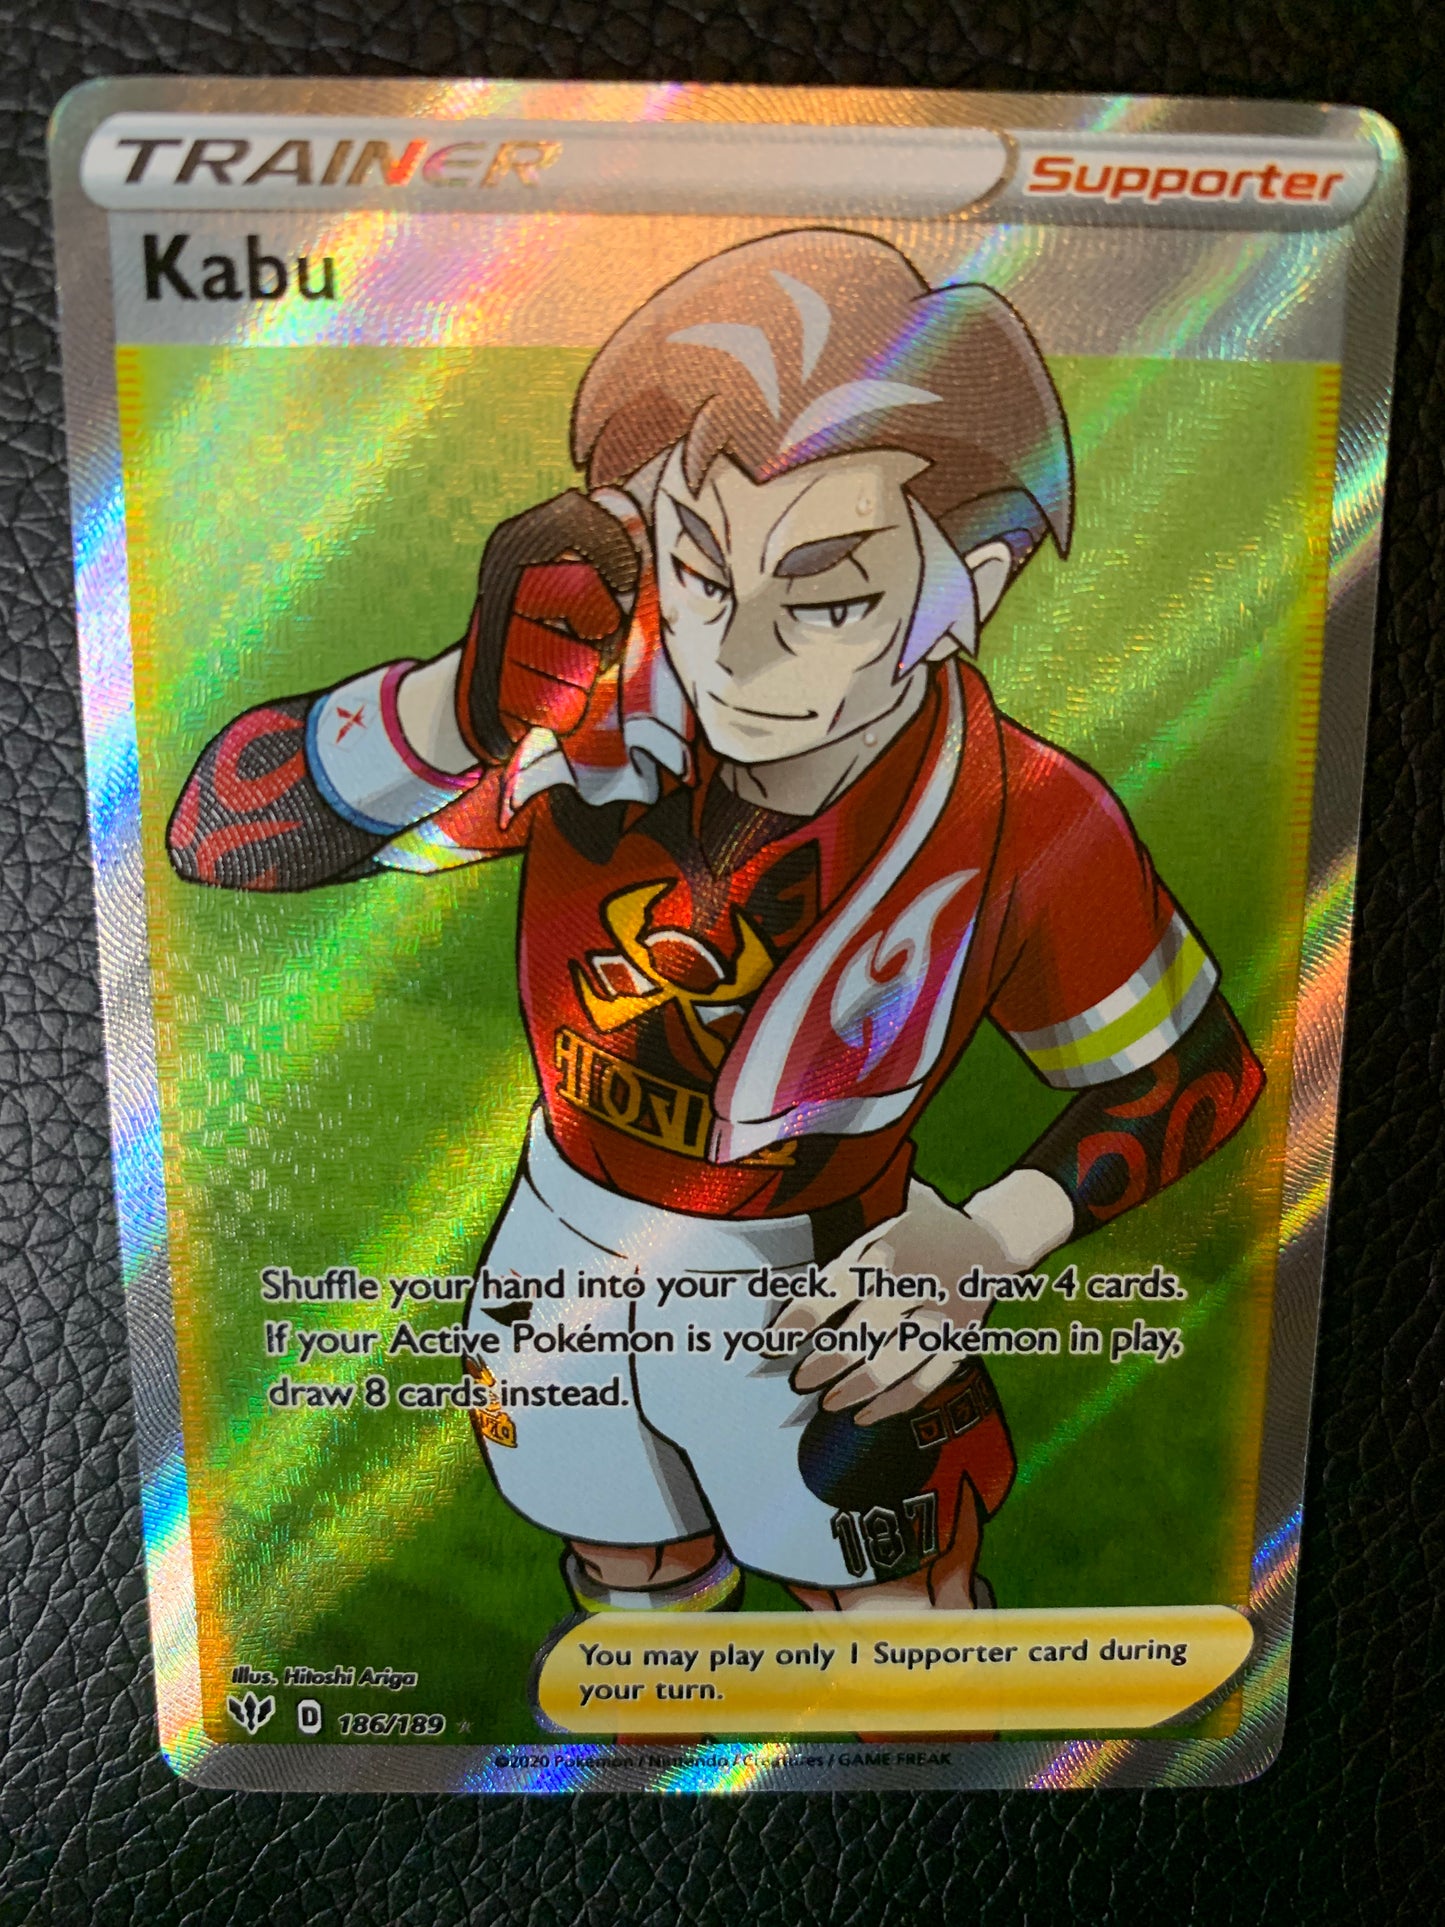 TRAINER Supporter
Kabu
Shuffle your hand into your deck. Then, draw 4 cards.
If your Active Pokémon is your only Pokémon in play,
draw 8 cards instead.
187
You may play only 1 Supporter card during
your turn.
Illus. Hitoshi Ariga
D 186/189
©2020 Pokémon / Nintendo / Creatures / GAME FREAK